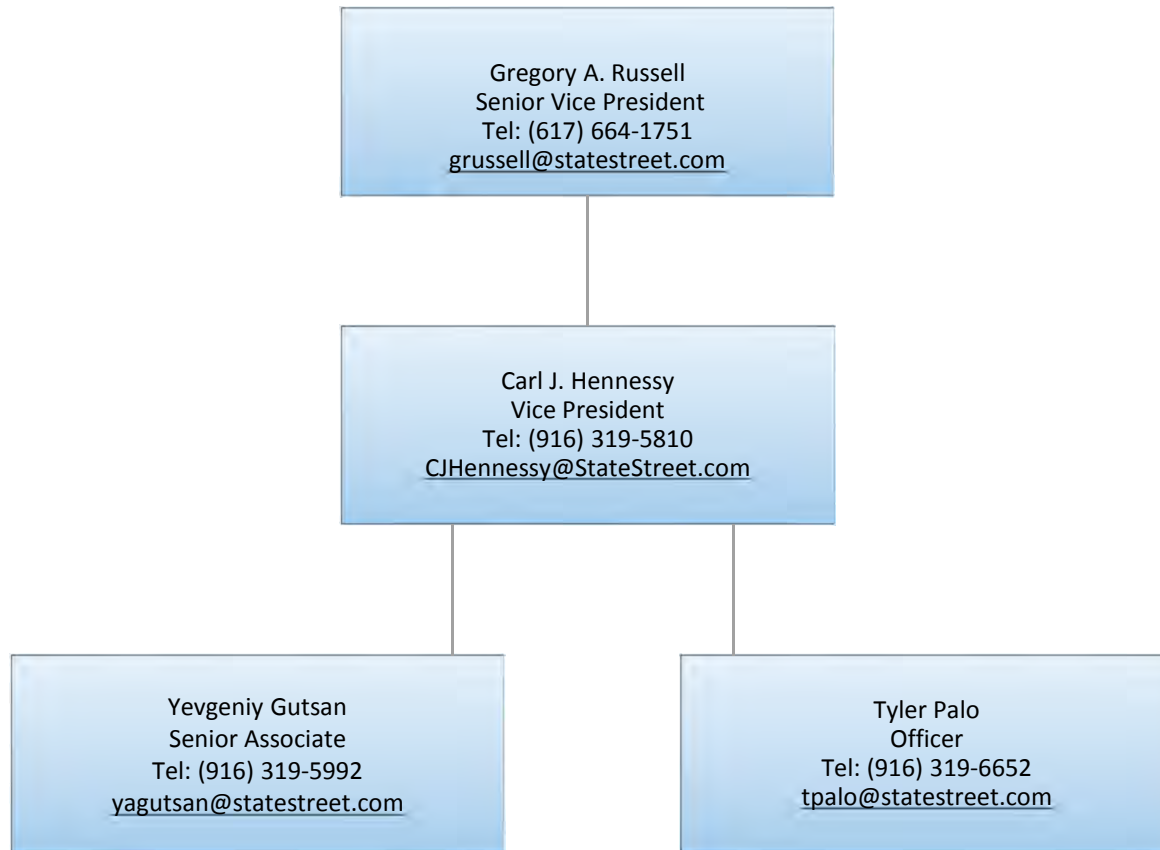 Gregory A. Russell
Senior Vice President
Tel: (617) 664-1751
grussell@statestreet.com
Carl J. Hennessy
Vice President
Tel: (916) 319-5810
CJHennessy@StateStreet.com
Yevgeniy Gutsan
Senior Associate
Tel: (916) 319-5992
yagutsan@statestreet.com
Tyler Palo
Officer
Tel: (916) 319-6652
tpalo@statestreet.com